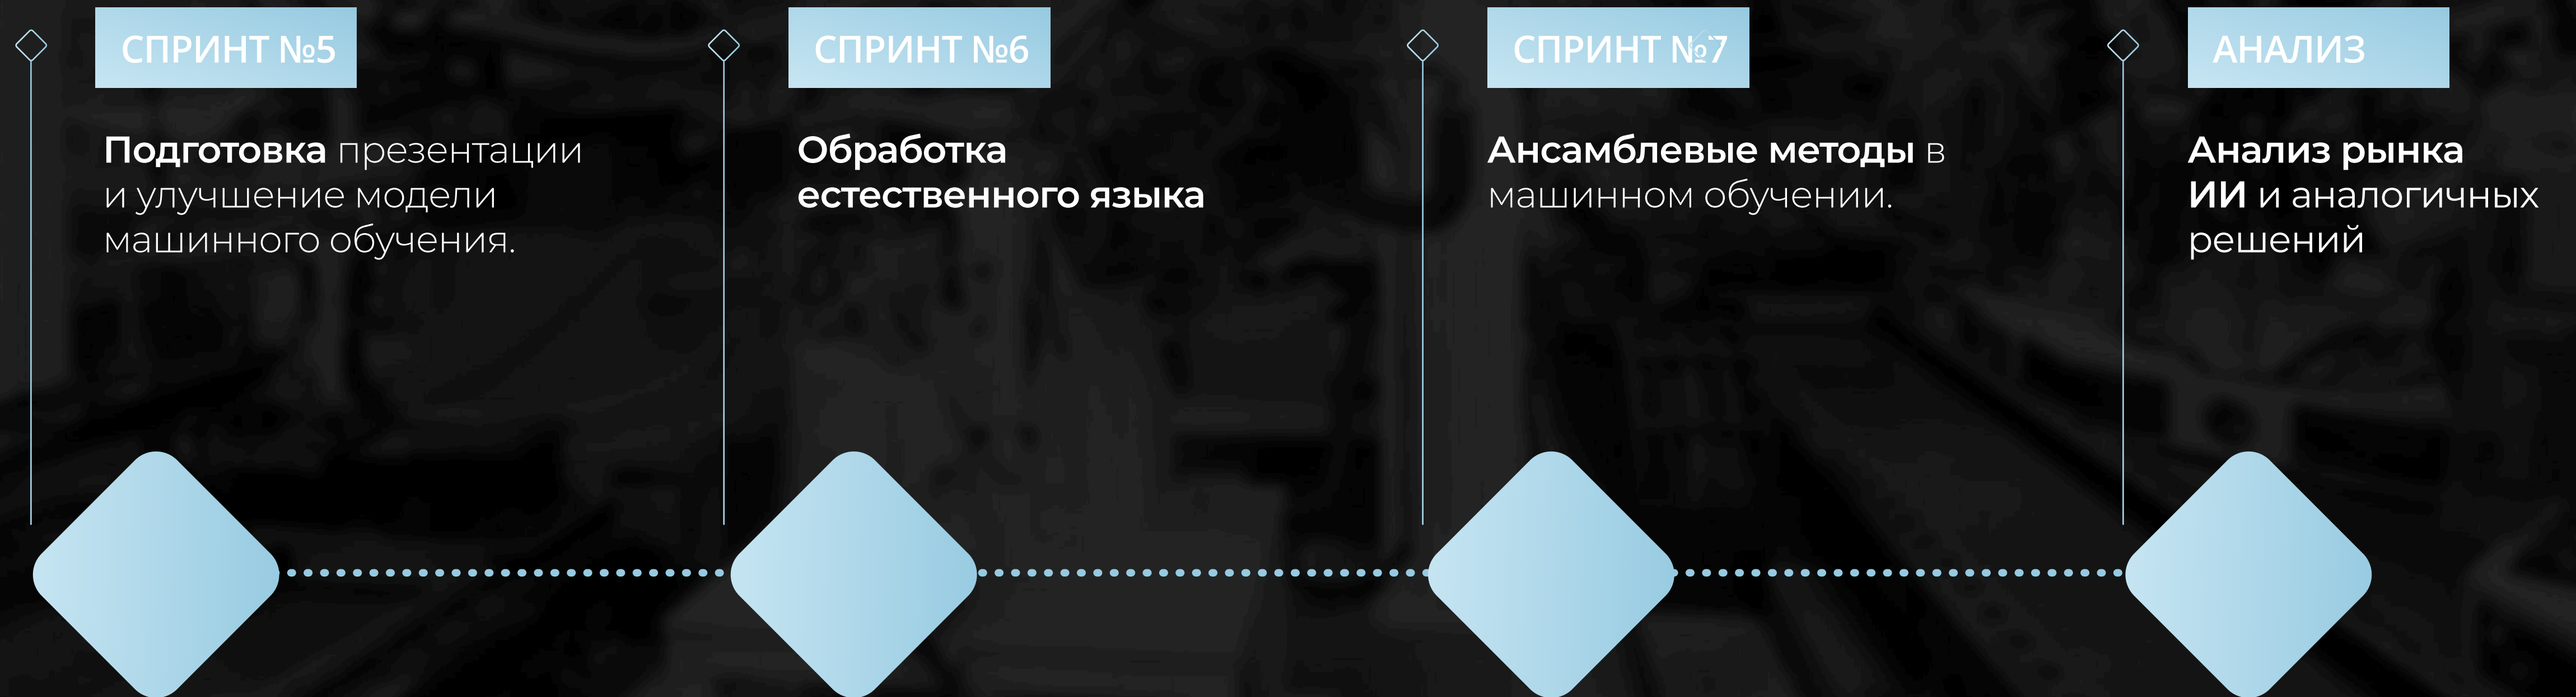 СПРИНТ №5
Подготовка презентации
и улучшение модели
машинного обучения.
СПРИНТ №6
Обработка
естественного языка
СПРИНТ №7
Ансамблевые методы в
машинном обучении.
АНАЛИЗ
Анализ рынка
ИИ и аналогичных
решений